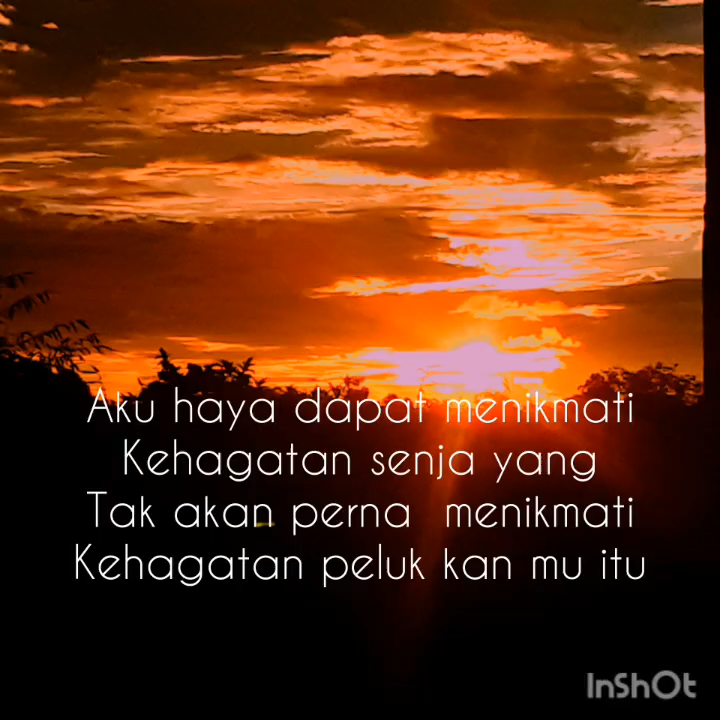 Aku haya dapat menikmati
Kehagatan senja yang
Tak akan perna menikmati
Kehagatan peluk kan mu itu
InShOt